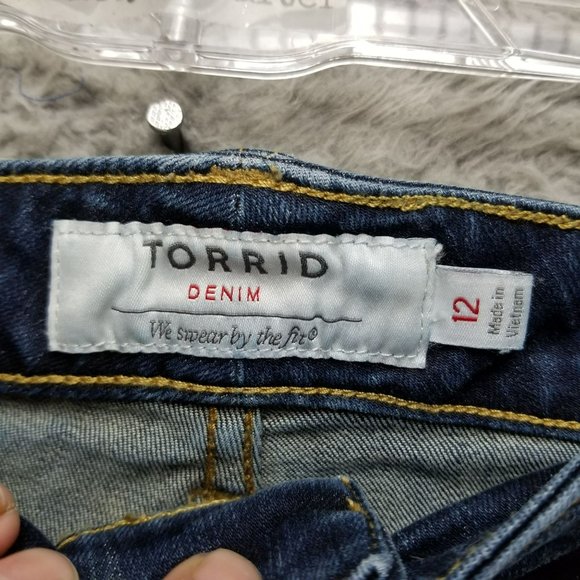 TORRID
DENIM
We swear by the fit®
12
Made in
Vietnam